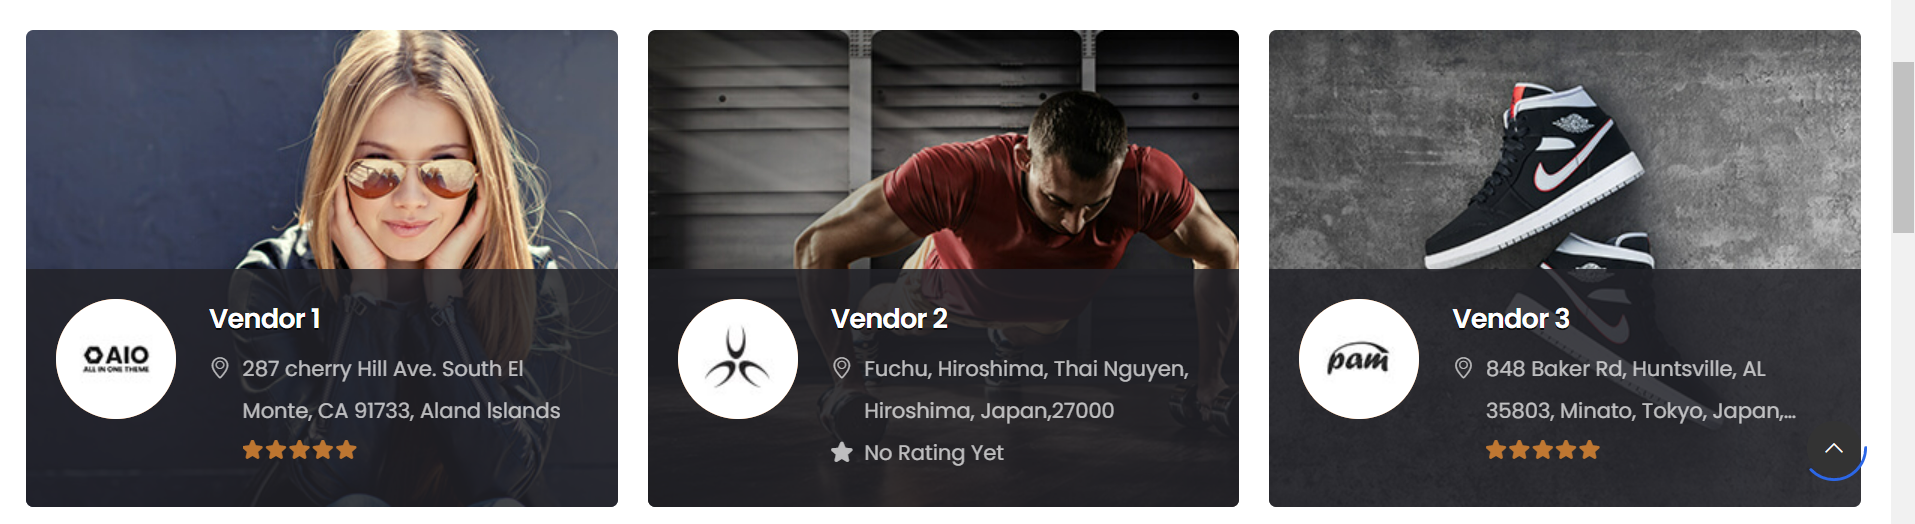 AIO
ALL IN ONE THEME
Vendor 1
287 cherry Hill Ave. South El
Monte, CA 91733, Aland Islands
Vendor 2
Fuchu, Hiroshima, Thai Nguyen,
Hiroshima, Japan,27000
No Rating Yet
pam
Vendor 3
848 Baker Rd, Huntsville, AL
35803, Minato, Tokyo, Japan,...